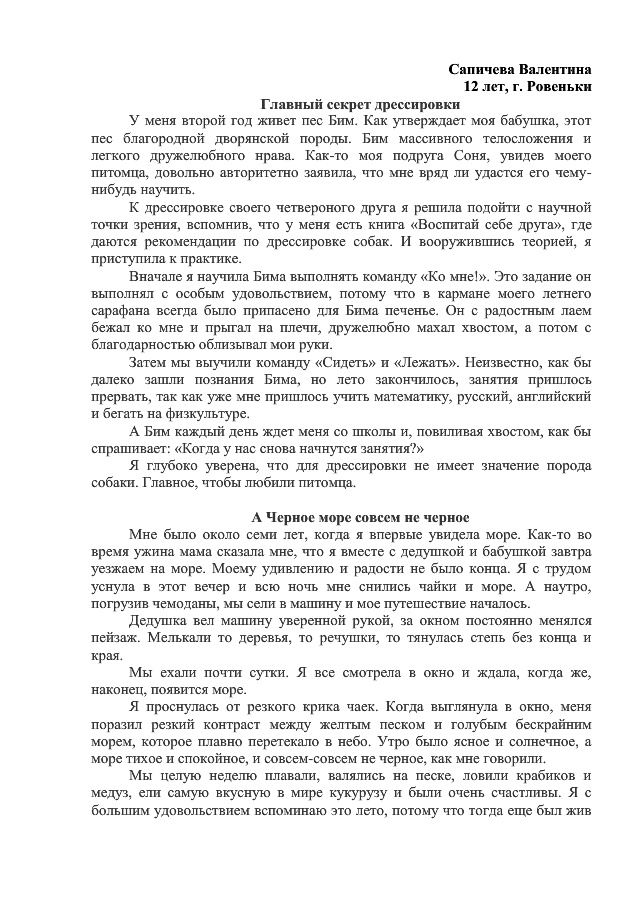 Сапичева Валентина
12 лет, г. Ровеньки
Главный секрет дрессировки
У меня второй год живет пес Бим. Как утверждает моя бабушка, этот
пес благородной дворянской породы. Бим массивного телосложения и
легкого дружелюбного нрава. Как-то моя подруга Соня, увидев моего
питомца, довольно авторитетно заявила, что мне вряд ли удастся его чему-
нибудь научить.
К дрессировке своего четвероного друга я решила подойти с научной
точки зрения, вспомнив, что у меня есть книга «Воспитай себе друга», где
даются рекомендации по дрессировке собак. И вооружившись теорией, я
приступила к практике.
Вначале я научила Бима выполнять команду «Ко мне!». Это задание он
выполнял с особым удовольствием, потому что в кармане моего летнего
сарафана всегда было припасено для Бима печенье. Он с радостным лаем
бежал ко мне и прыгал на плечи, дружелюбно махал хвостом, а потом с
благодарностью облизывал мои руки.
Затем мы выучили команду «Сидеть» и «Лежать». Неизвестно, как бы
далеко зашли познания Бима, но лето закончилось, занятия пришлось
прервать, так как уже мне пришлось учить математику, русский, английский
и бегать на физкультуре.
А Бим каждый день ждет меня со школы и, повиливая хвостом, как бы
спрашивает: «Когда у нас снова начнутся занятия?»
Я глубоко уверена, что для дрессировки не имеет значение порода
собаки. Главное, чтобы любили питомца.
А Черное море совсем не черное
Мне было около семи лет, когда я впервые увидела море. Как-то во
время ужина мама сказала мне, что я вместе с дедушкой и бабушкой завтра
уезжаем на море. Моему удивлению и радости не было конца. Я с трудом
уснула в этот вечер и всю ночь мне снились чайки и море. А наутро,
погрузив чемоданы, мы сели в машину и мое путешествие началось.
Дедушка вел машину уверенной рукой, за окном постоянно менялся
пейзаж. Мелькали то деревья, то речушки, то тянулась степь без конца и
края.
Мы ехали почти сутки. Я все смотрела в окно и ждала, когда же,
наконец, появится море.
Я проснулась от резкого крика чаек. Когда выглянула в окно, меня
поразил резкий контраст между желтым песком и голубым бескрайним
морем, которое плавно перетекало в небо. Утро было ясное и солнечное, а
море тихое и спокойное, и совсем-совсем не черное, как мне говорили.
Мы целую неделю плавали, валялись на песке, ловили крабиков и
медуз, ели самую вкусную в мире кукурузу и были очень счастливы. Я с
большим удовольствием вспоминаю это лето, потому что тогда еще был жив